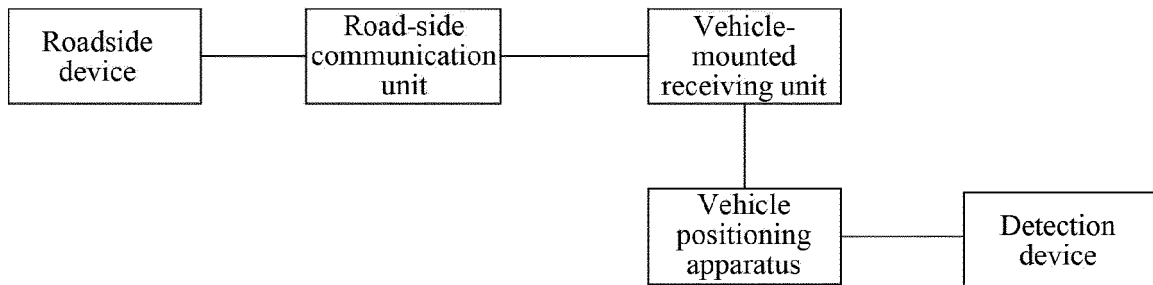 Roadside
device
Road-side
communication
unit
Vehicle-
mounted
receiving unit
Vehicle
positioning
apparatus
Detection
device